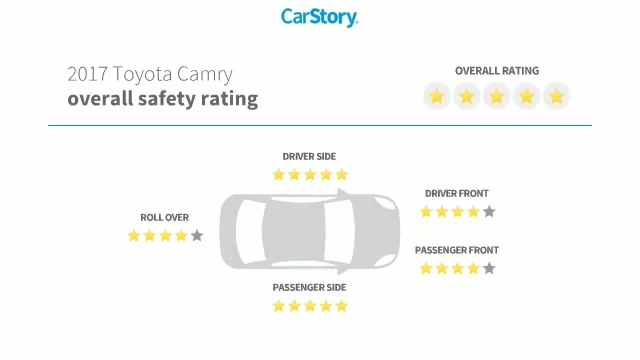 CarStory.
2017 Toyota Camry
overall safety rating
OVERALL RATING
DRIVER SIDE
DRIVER FRONT
ROLL OVER
PASSENGER FRONT
PASSENGER SIDE